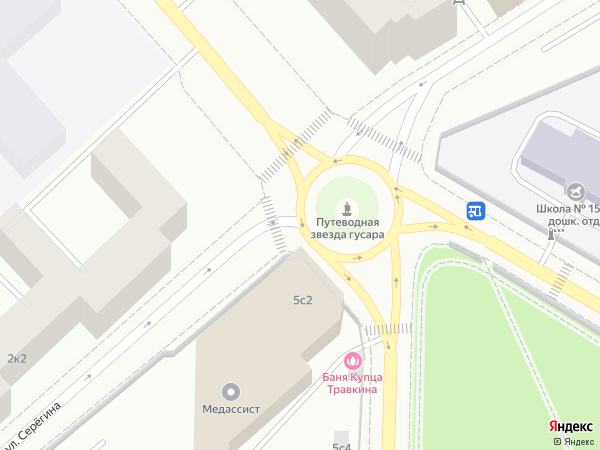 Д
Школа № 15
дошк. отд
Путеводная
звезда гусара
5с2
2к2
Баня Купца
Травкина
Медассист
ул. Серёгина
5с4
Яндекс
© Яндекс